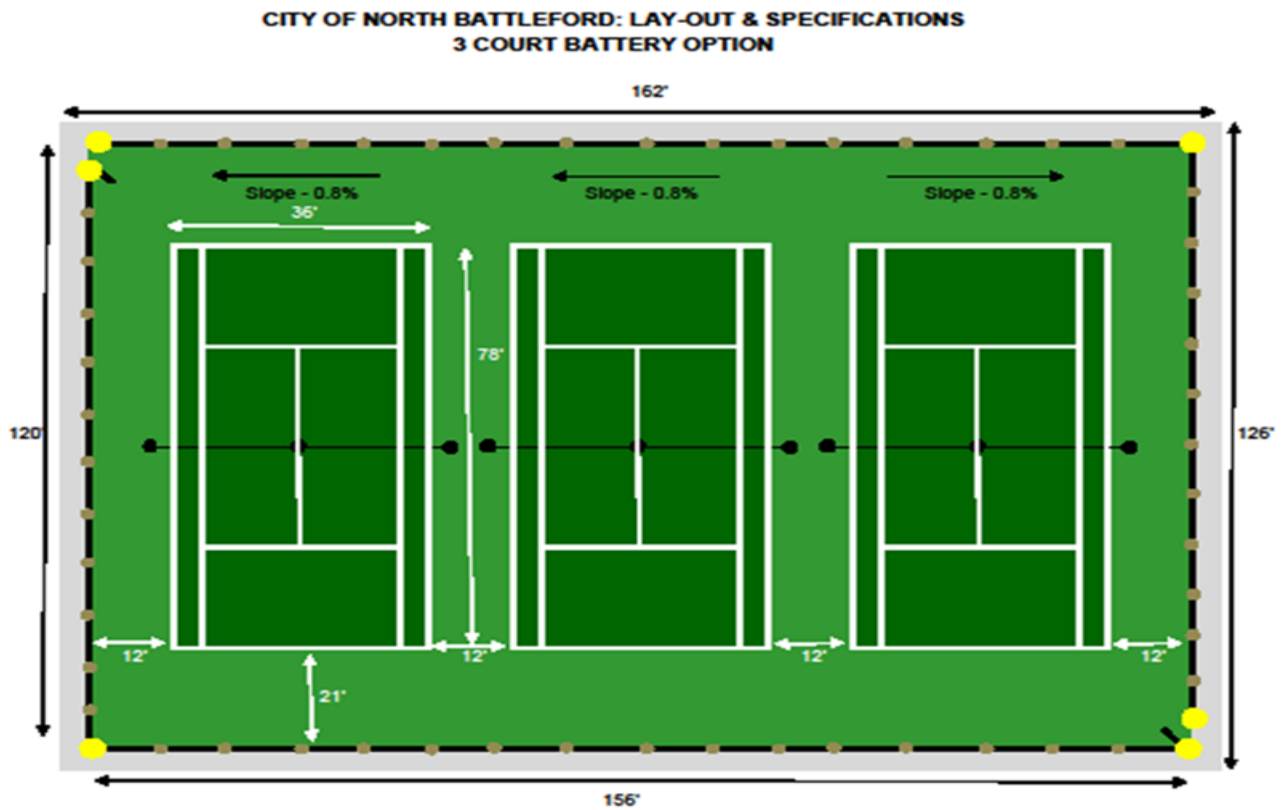 CITY OF NORTH BATTLEFORD: LAY-OUT & SPECIFICATIONS
3 COURT BATTERY OPTION
162'
Slope - 0.8%
Slope - 0.8%
Slope - 0.8%
36'
78'
120'
126'
12'
12'
12'
12'
21'
156'